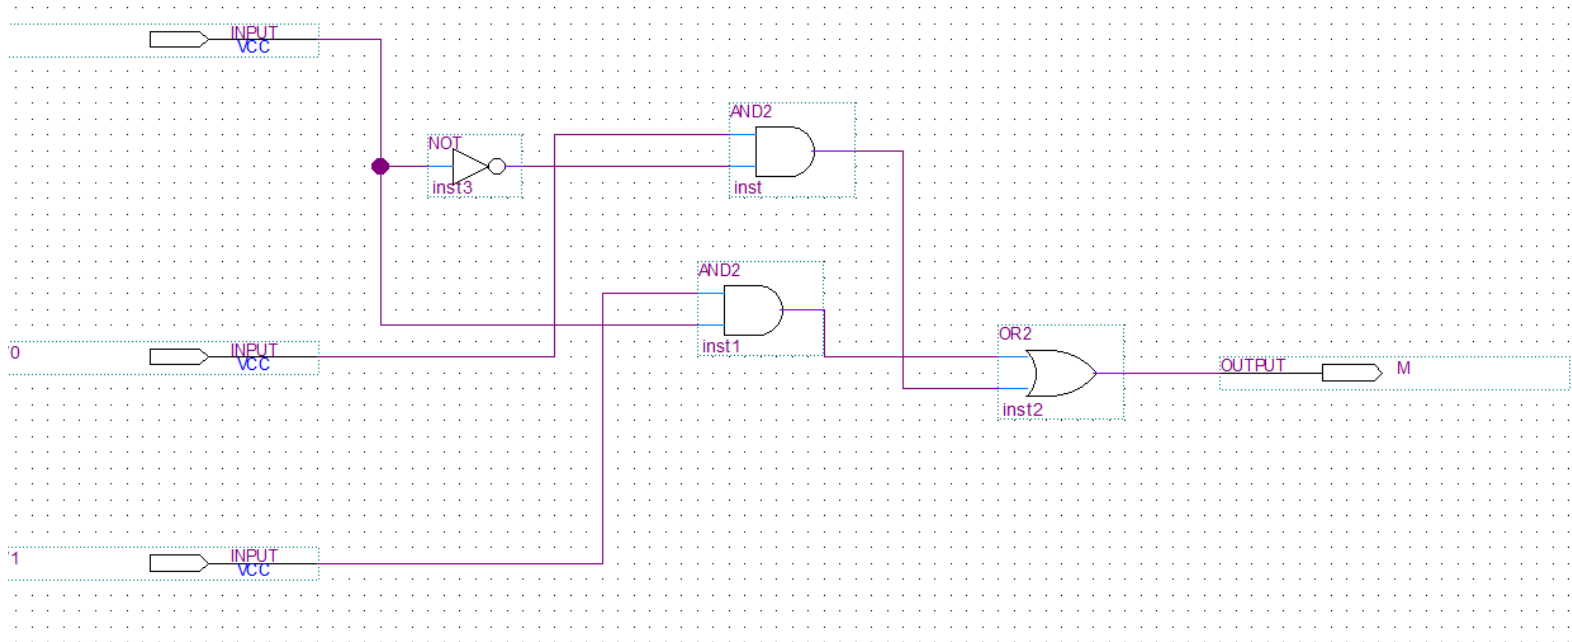 INPUT
VCC
AND2
NOT
inst3
inst
AND2
inst1
0
INPUT
VCC
OR2
inst2
OUTPUT
M
1
INPUT
VCC